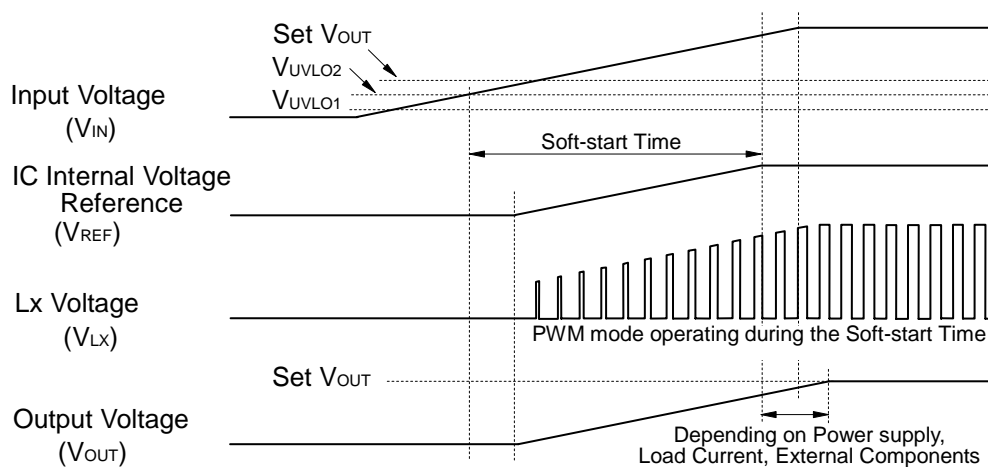 Set VOUT
VUVLO2
VUVLO1
Input Voltage
(VIN)
Soft-start Time
IC Internal Voltage
Reference
(VREF)
Lx Voltage
(VLX)
PWM mode operating during the Soft-start Time
Set VOUT
Output Voltage
(VOUT)
Depending on Power supply,
Load Current, External Components